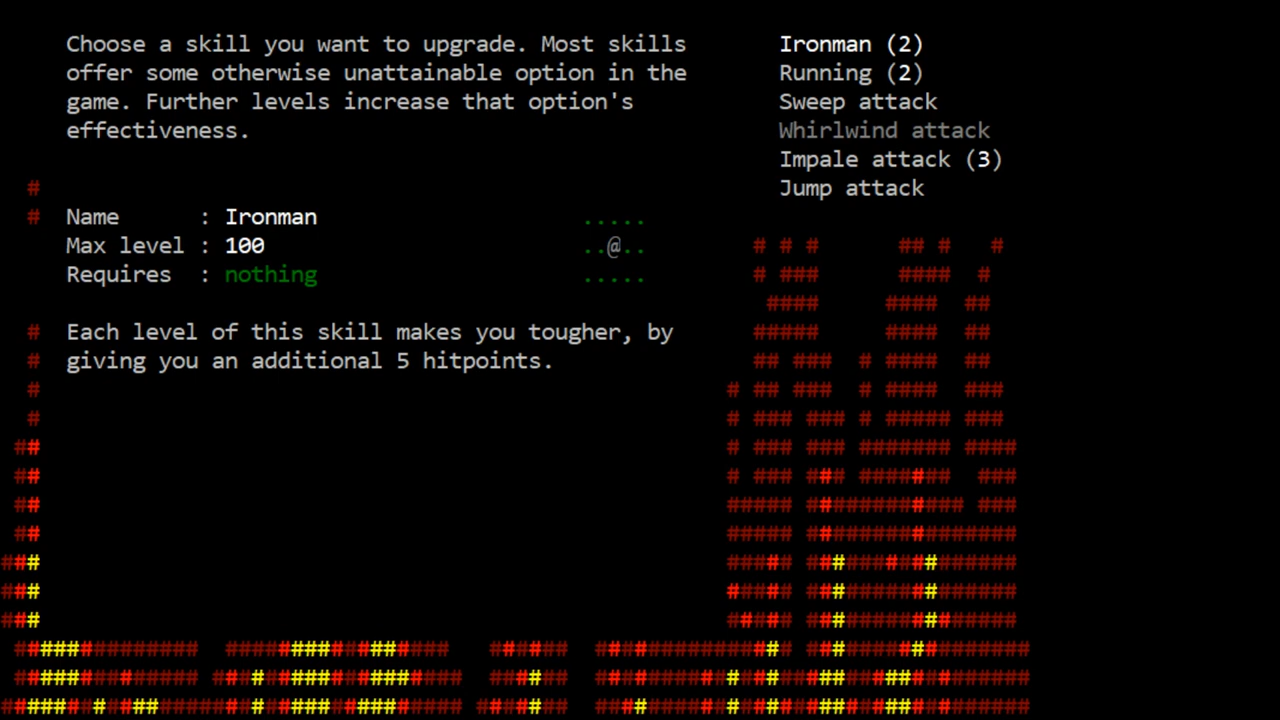 Choose a skill you want to upgrade. Most skills
offer some otherwise unattainable option in the
game. Further levels increase that option's
effectiveness.
Name : Ironman
Max level : 100
Requires : nothing
.....
..@..
.....
Each level of this skill makes you tougher, by
giving you an additional 5 hitpoints.
Ironman (2)
Running (2)
Sweep attack
Whirlwind attack
Impale attack (3)
Jump attack